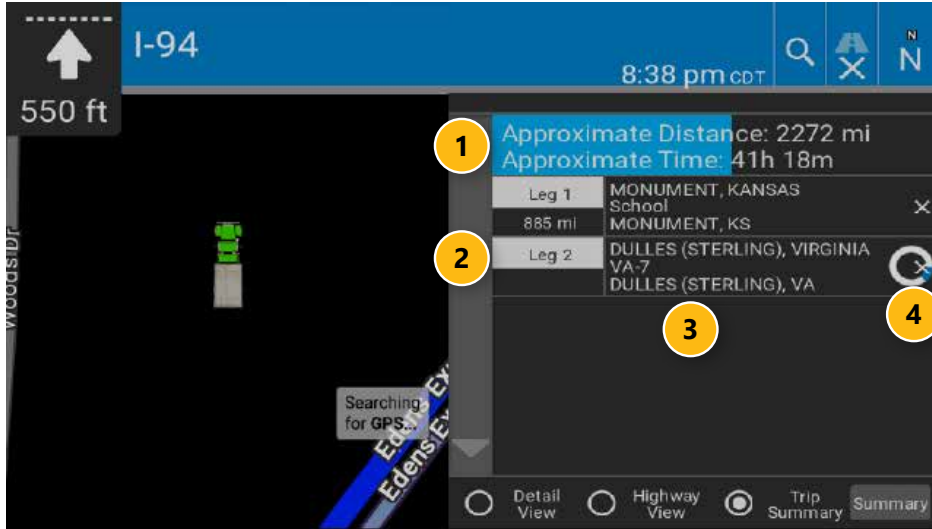 550 ft
I-94
8:38 pm CDT
N
N
WoodsiDr
Searching
for GPS...
Edens Ex
Edens Ex
1
Approximate Distance: 2272 mi
Approximate Time: 41h 18m
Leg 1
885 mi
MONUMENT, KANSAS
School
MONUMENT, KS
2
Leg 2
DULLES (STERLING), VIRGINIA
VA-7
DULLES (STERLING), VA
3
4
Detail
View
Highway
View
Trip
Summary
Summary